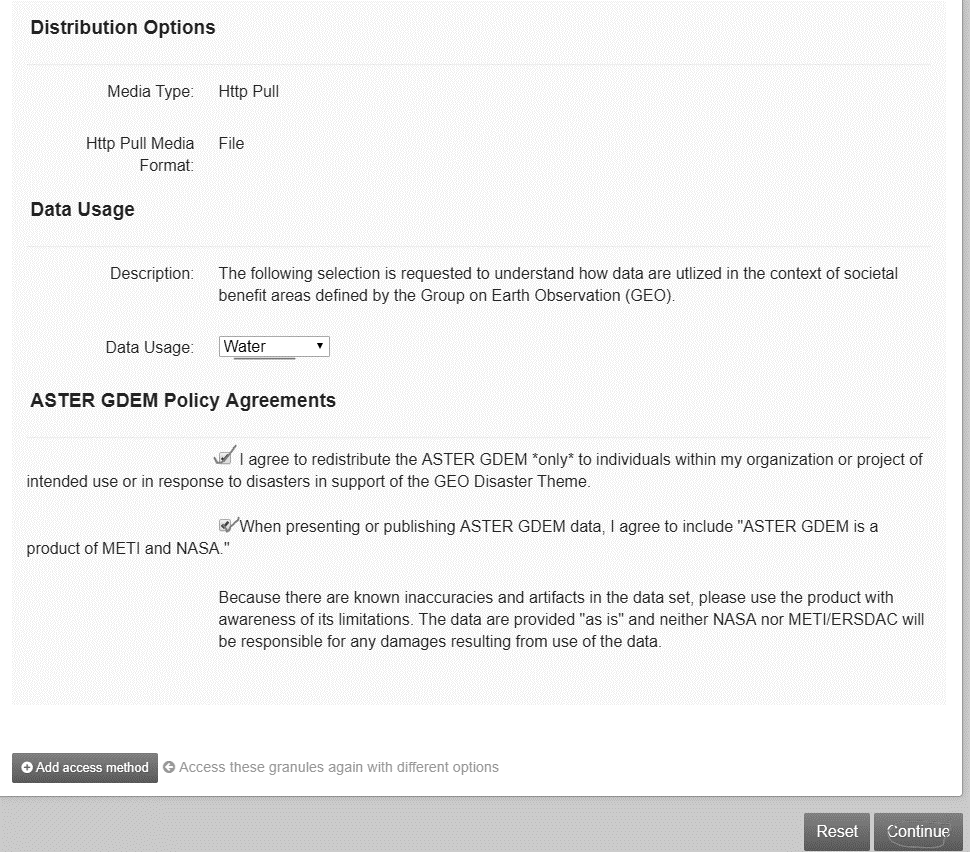 Distribution Options
Media Type: Http Pull
Http Pull Media File
Format:
Data Usage
Description: The following selection is requested to understand how data are utlized in the context of societal
benefit areas defined by the Group on Earth Observation (GEO).
Data Usage: Water
ASTER GDEM Policy Agreements
I agree to redistribute the ASTER GDEM *only* to individuals within my organization or project of
intended use or in response to disasters in support of the GEO Disaster Theme.
When presenting or publishing ASTER GDEM data, I agree to include "ASTER GDEM is a
product of METI and NASA."
Because there are known inaccuracies and artifacts in the data set, please use the product with
awareness of its limitations. The data are provided "as is" and neither NASA nor METI/ERSDAC will
be responsible for any damages resulting from use of the data.
Add access method Access these granules again with different options
Reset Continue